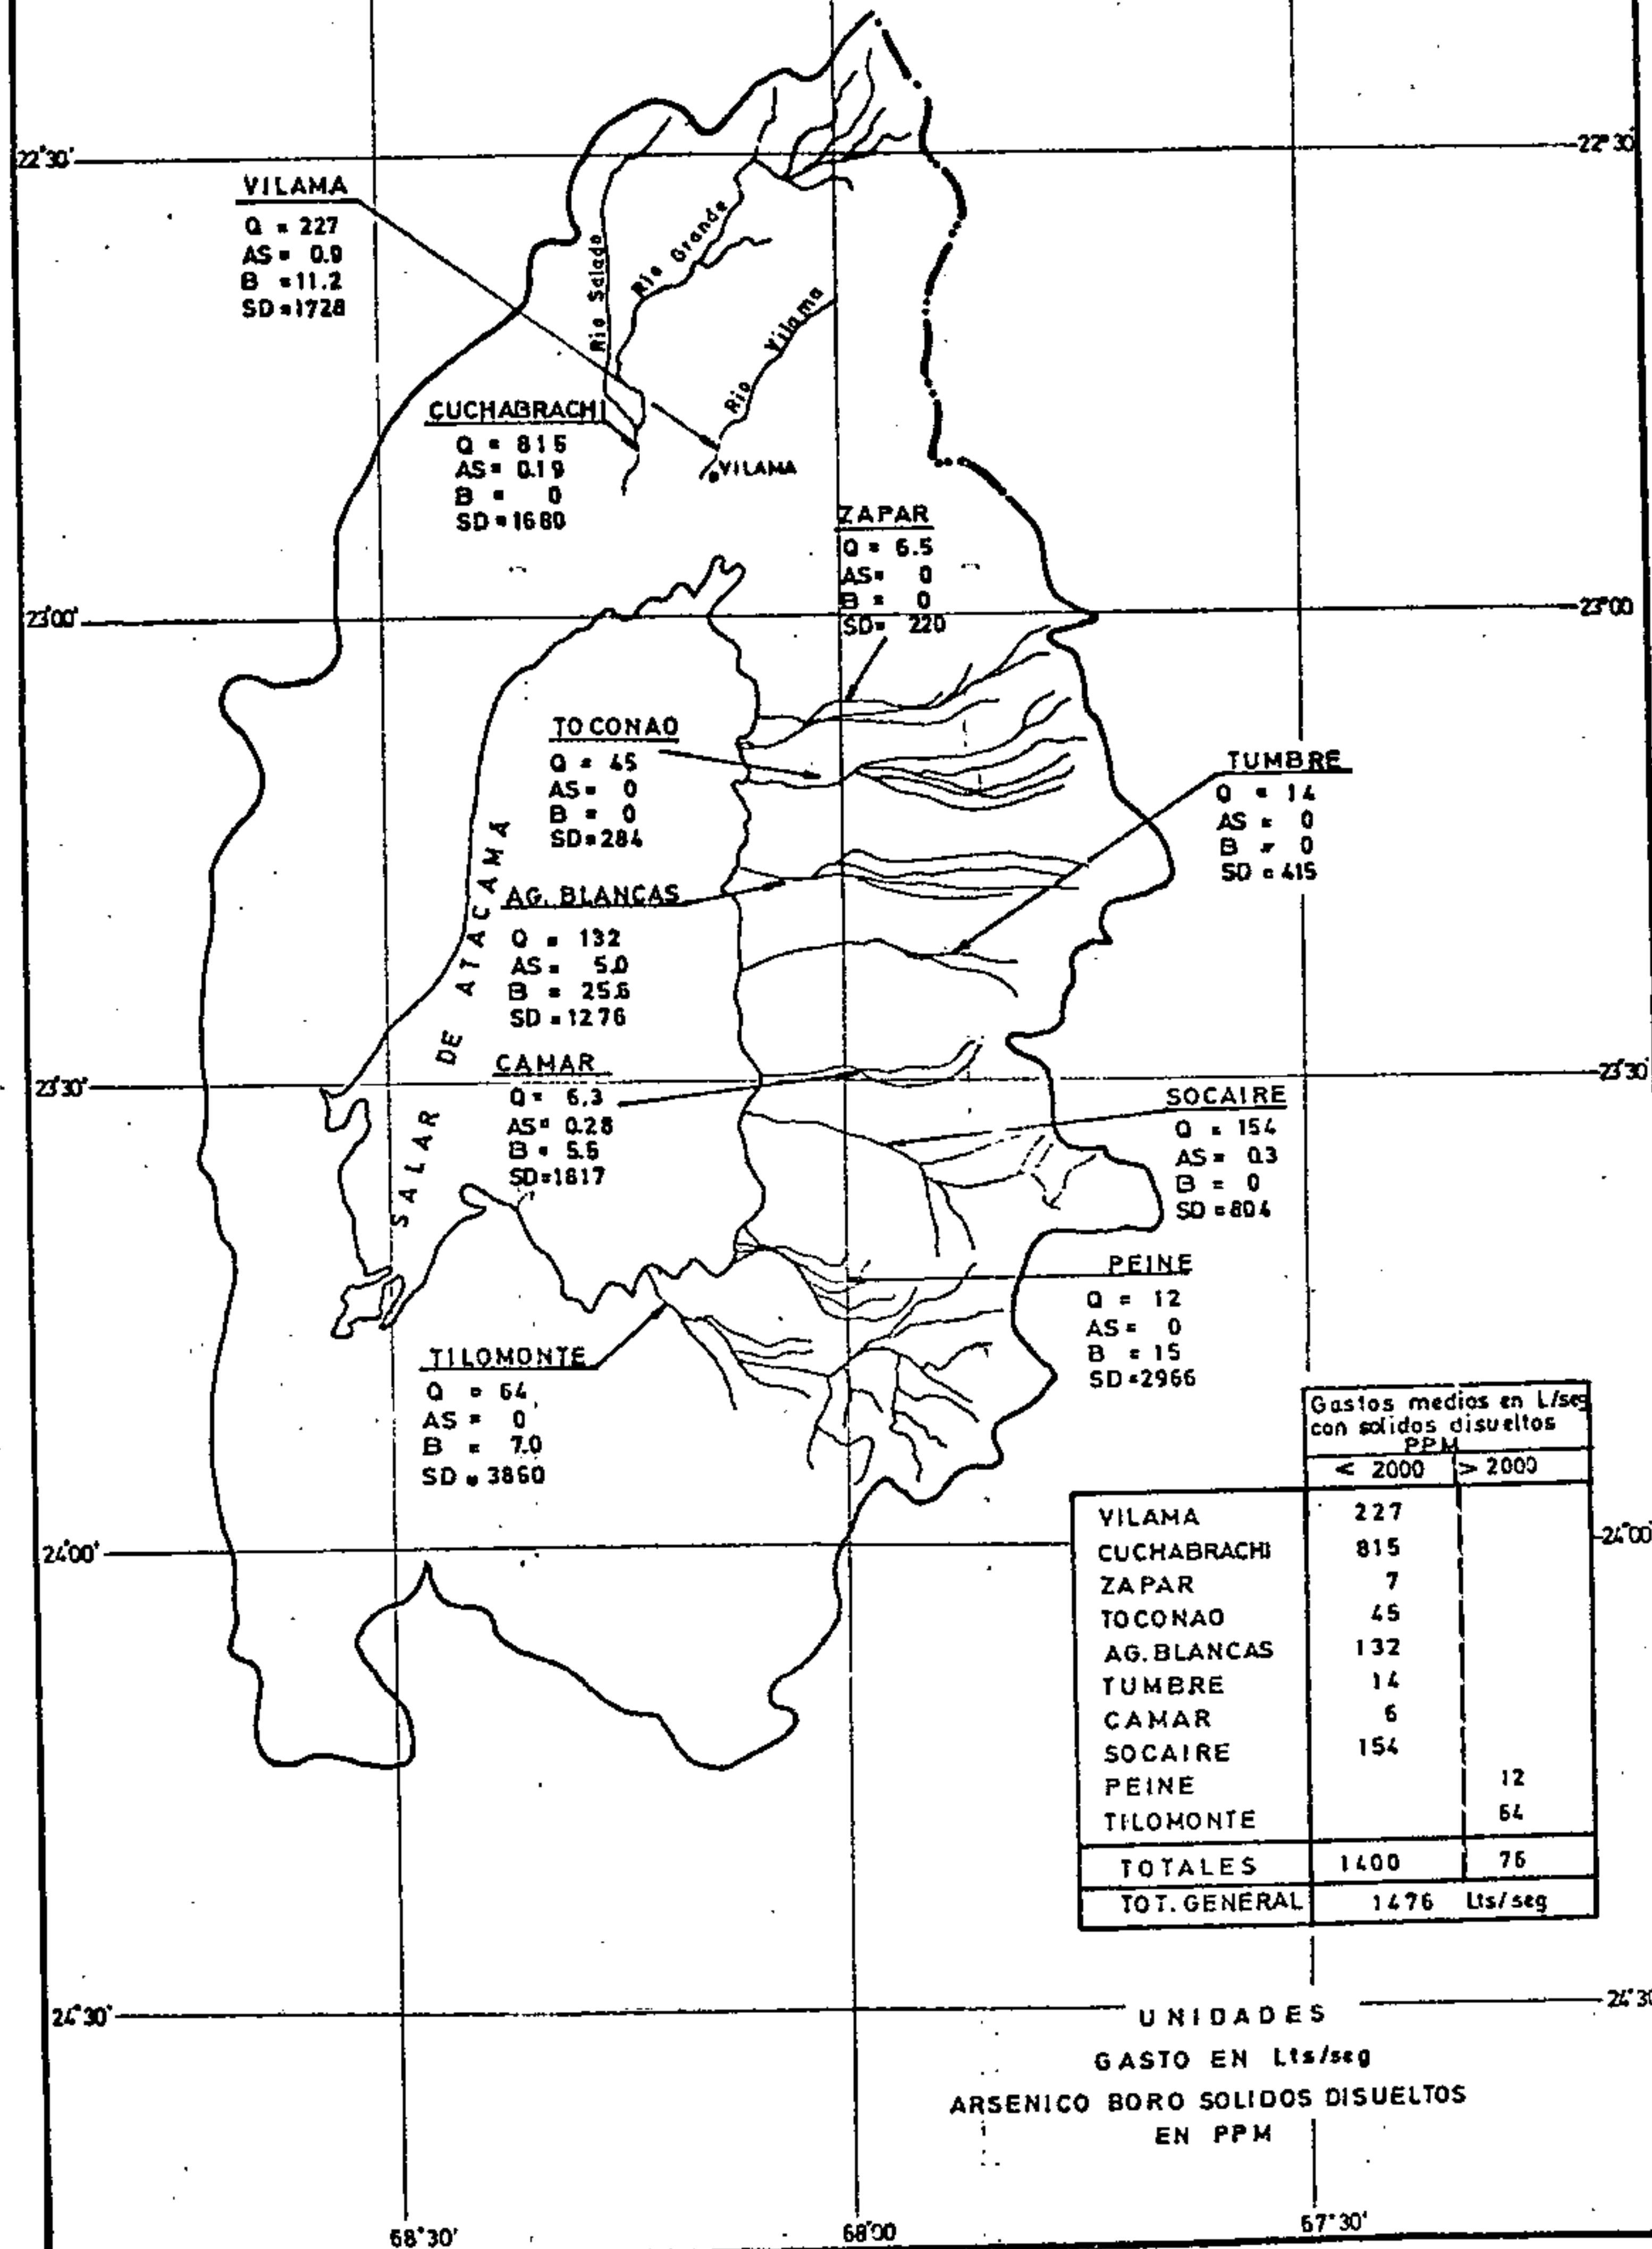 22°30'
22°30
VILAMA
Q = 227
AS = 0.9
B = 11.2
SD = 1728
Rio Salado
Rio Grande
Rio Vilama
CUCHABRACHI
Q = 815
AS = 0.19
B = 0
SD = 1680
VILAMA
ZAPAR
Q = 6.5
AS = 0
B = 0
SD = 220
23°00'
23°00
TOCONAO
Q = 45
AS = 0
B = 0
SD = 284
TUMBRE
Q = 14
AS = 0
B = 0
SD = 415
SALAR DE ATACAMA
AG. BLANCAS
Q = 132
AS = 5.0
B = 25.6
SD = 1276
CAMAR
Q = 6.3
AS = 0.28
B = 5.5
SD = 1817
23°30'
23°30
SOCAIRE
Q = 154
AS = 0.3
B = 0
SD = 804
PEINE
Q = 12
AS = 0
B = 15
SD = 2966
TILOMONTE
Q = 64
AS = 0
B = 7.0
SD = 3860
Gastos medios en L/seg
con solidos disueltos
PPM
< 2000 > 2000
VILAMA 227
CUCHABRACHI 815
ZAPAR 7
TOCONAO 45
AG. BLANCAS 132
TUMBRE 14
CAMAR 6
SOCAIRE 154
PEINE 12
TILOMONTE 64
TOTALES 1400 76
TOT. GENERAL 1476 Lts/seg
24°00'
24°00
24°30'
24°30
UNIDADES
GASTO EN Lts/seg
ARSENICO BORO SOLIDOS DISUELTOS
EN PPM
68°30'
68°00
67°30'